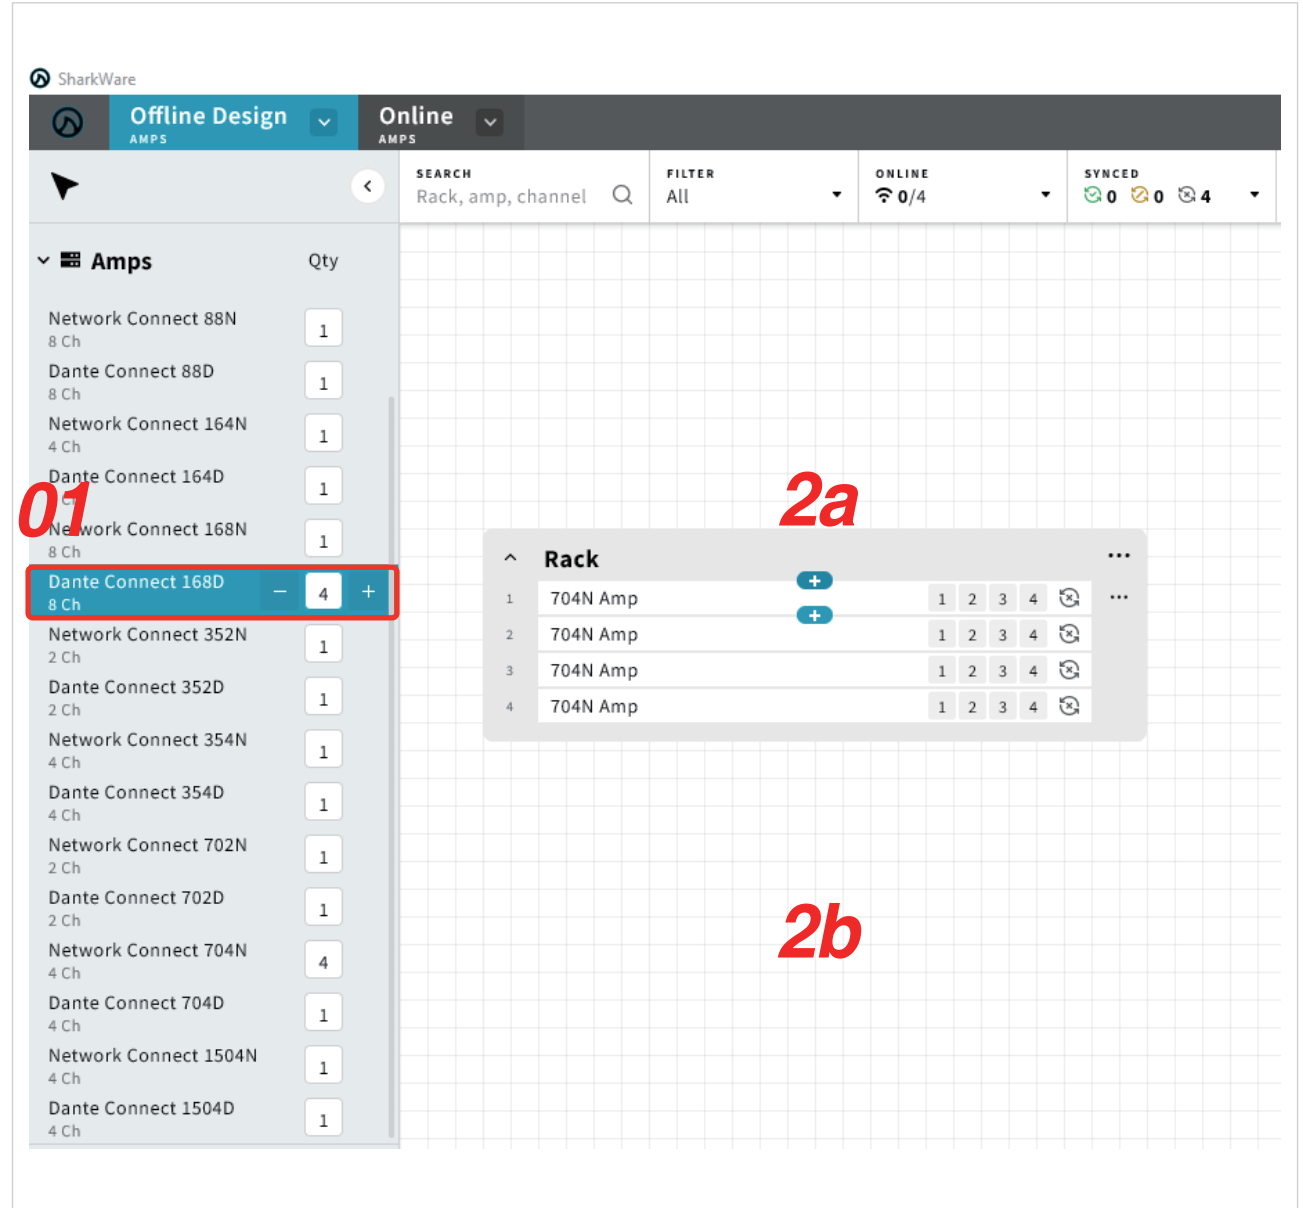 SharkWare
Offline Design
AMPS
Online
AMPS
SEARCH
Rack, amp, channel
FILTER
All
ONLINE
0/4
SYNCED
0 0 4
Amps Qty
Network Connect 88N
8 Ch
1
Dante Connect 88D
8 Ch
1
Network Connect 164N
4 Ch
1
Dante Connect 164D
1
01
Network Connect 168N
8 Ch
1
Dante Connect 168D
8 Ch
− 4 +
Network Connect 352N
2 Ch
1
Dante Connect 352D
2 Ch
1
Network Connect 354N
4 Ch
1
Dante Connect 354D
4 Ch
1
Network Connect 702N
2 Ch
1
Dante Connect 702D
2 Ch
1
Network Connect 704N
4 Ch
4
Dante Connect 704D
4 Ch
1
Network Connect 1504N
4 Ch
1
Dante Connect 1504D
4 Ch
1
2a
Rack ...
+
1 704N Amp 1 2 3 4 ...
+
2 704N Amp 1 2 3 4
3 704N Amp 1 2 3 4
4 704N Amp 1 2 3 4
2b